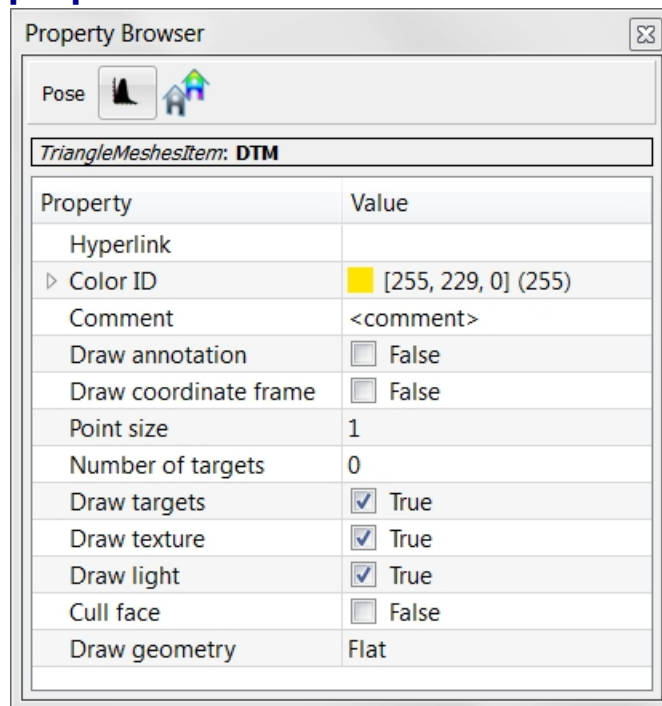 Property Browser
Pose
TriangleMeshesItem: DTM
Property Value
Hyperlink
Color ID [255, 229, 0] (255)
Comment <comment>
Draw annotation False
Draw coordinate frame False
Point size 1
Number of targets 0
Draw targets True
Draw texture True
Draw light True
Cull face False
Draw geometry Flat